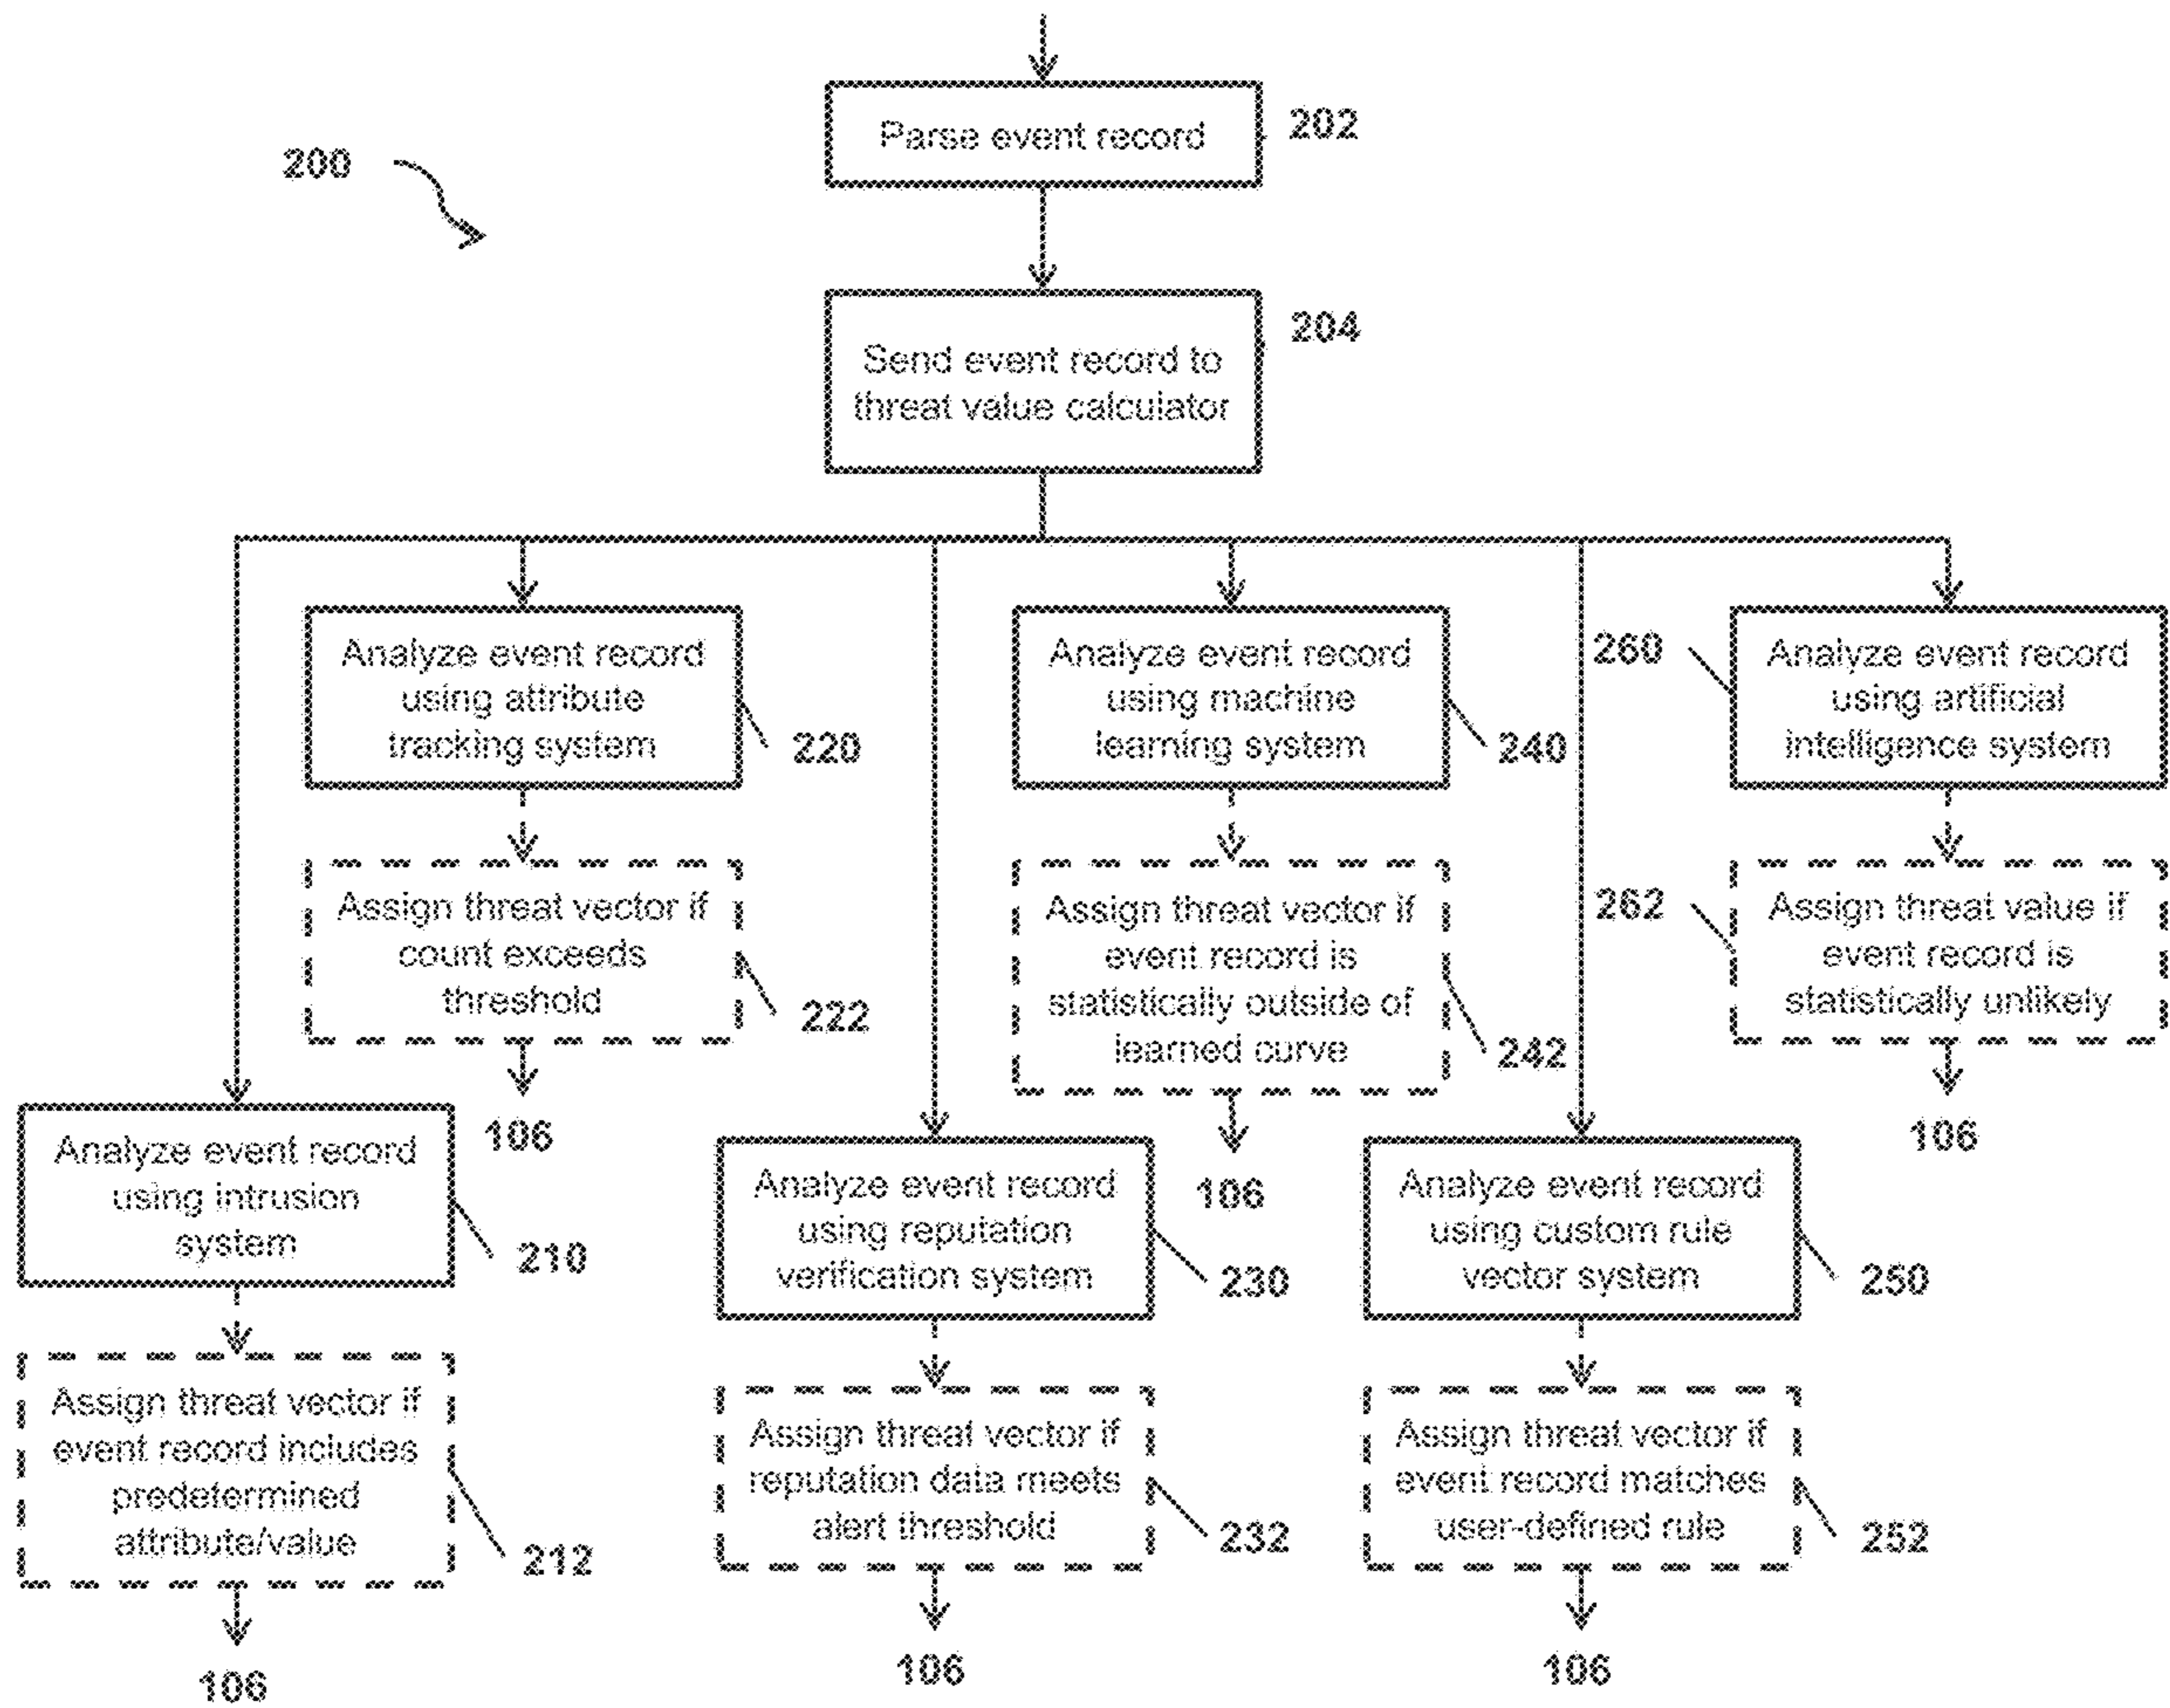 Parse event record
202
200
Send event record to
threat value calculator
204
Analyze event record
using attribute
tracking system
220
Analyze event record
using machine
learning system
240
260
Analyze event record
using artificial
intelligence system
Assign threat vector if
count exceeds
threshold
222
Assign threat vector if
event record is
statistically outside of
learned curve
242
262
Assign threat value if
event record is
statistically unlikely
106
106
106
Analyze event record
using intrusion
system
210
Analyze event record
using reputation
verification system
230
Analyze event record
using custom rule
vector system
250
Assign threat vector if
event record includes
predetermined
attribute/value
212
Assign threat vector if
reputation data meets
alert threshold
232
Assign threat vector if
event record matches
user-defined rule
252
106
106
106